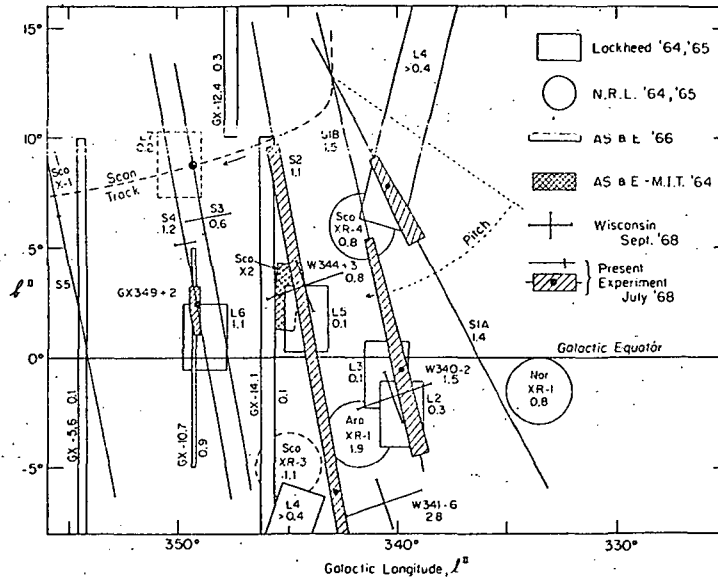 Lockheed '64,'65
N.R.L. '64,'65
AS & E '66
AS & E-M.I.T. '64
Wisconsin
Sept. '68
Present
Experiment
July '68
15°
10°
5°
0°
-5°
350°
340°
330°
Galactic Longitude, lᴵᴵ
bᴵᴵ
Galactic Equator
Scan
Track
Pitch
Sco
X-1
S5
GX-5.6 0.1
S4
1.2
S3
0.6
GX349+2
L6
1.1
GX-10.7
0.9
GX-12.4 0.3
GX-14.1
0.1
S2
1.1
Sco
X2
W344+3
0.8
L5
0.1
Sco
XR-3
1.1
L4
>0.4
S1B
1.5
Sco
XR-4
0.8
L4
>0.4
L3
0.1
W340-2
1.5
L2
0.3
Ara
XR-1
1.9
W341-6
2.8
S1A
1.4
Nor
XR-1
0.8